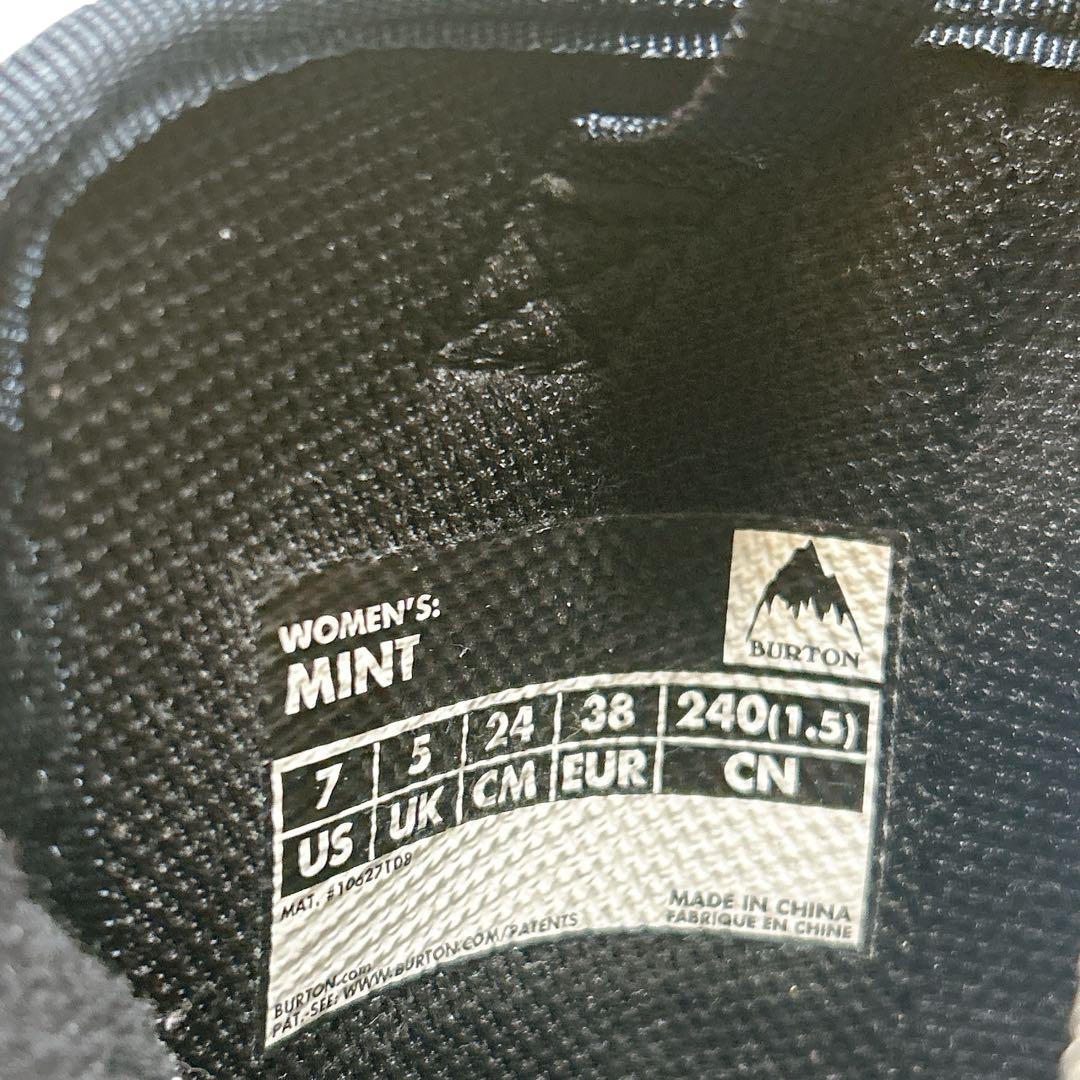 WOMEN'S:
MINT
BURTON
7 5 24 38 240(1.5)
US UK CM EUR CN
MAT. #10627TD8
MADE IN CHINA
FABRIQUE EN CHINE
BURTON.com
PAT.-SEE: WWW.BURTON.COM/PATENTS